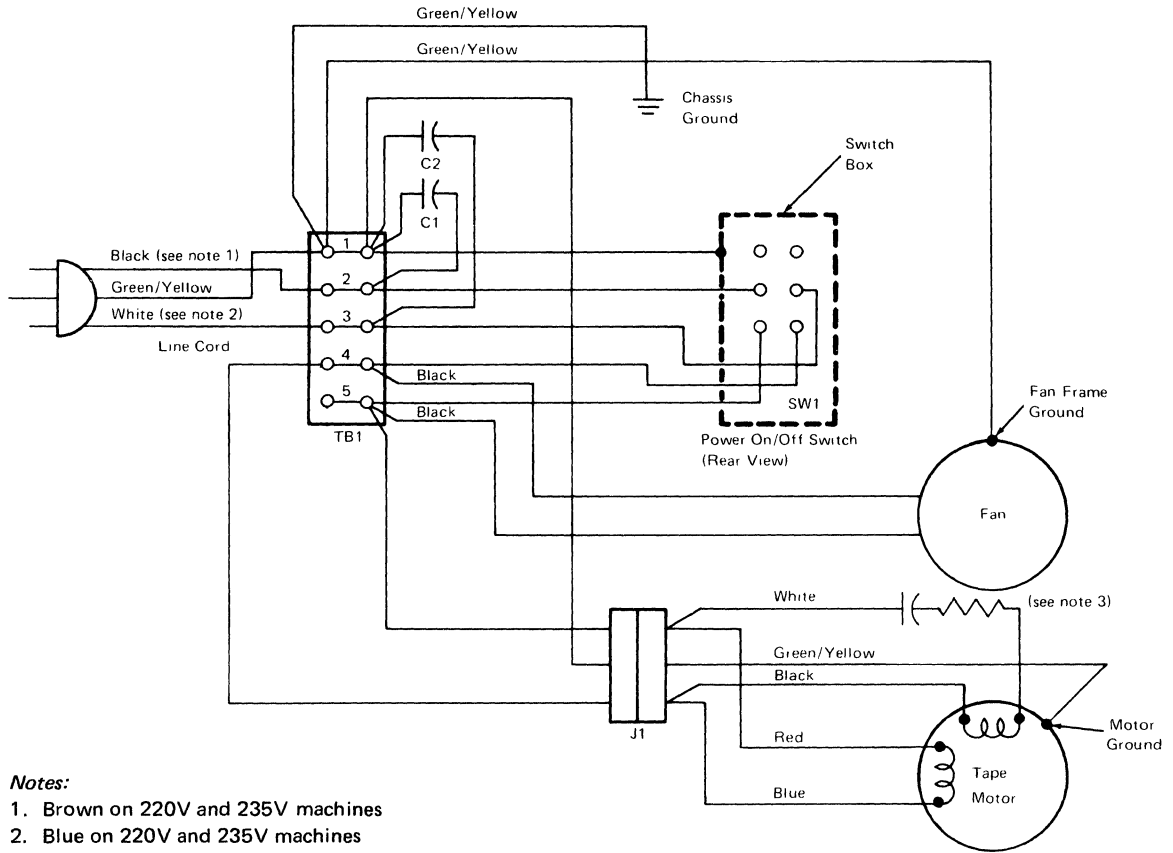 Green/Yellow
Green/Yellow
Chassis
Ground
Switch
Box
C2
C1
1
Black (see note 1)
2
Green/Yellow
White (see note 2)
3
Line Cord
4
Black
5
Black
SW1
TB1
Power On/Off Switch
(Rear View)
Fan Frame
Ground
Fan
White
(see note 3)
Green/Yellow
Black
J1
Motor
Ground
Red
Tape
Motor
Blue
Notes:
1. Brown on 220V and 235V machines
2. Blue on 220V and 235V machines